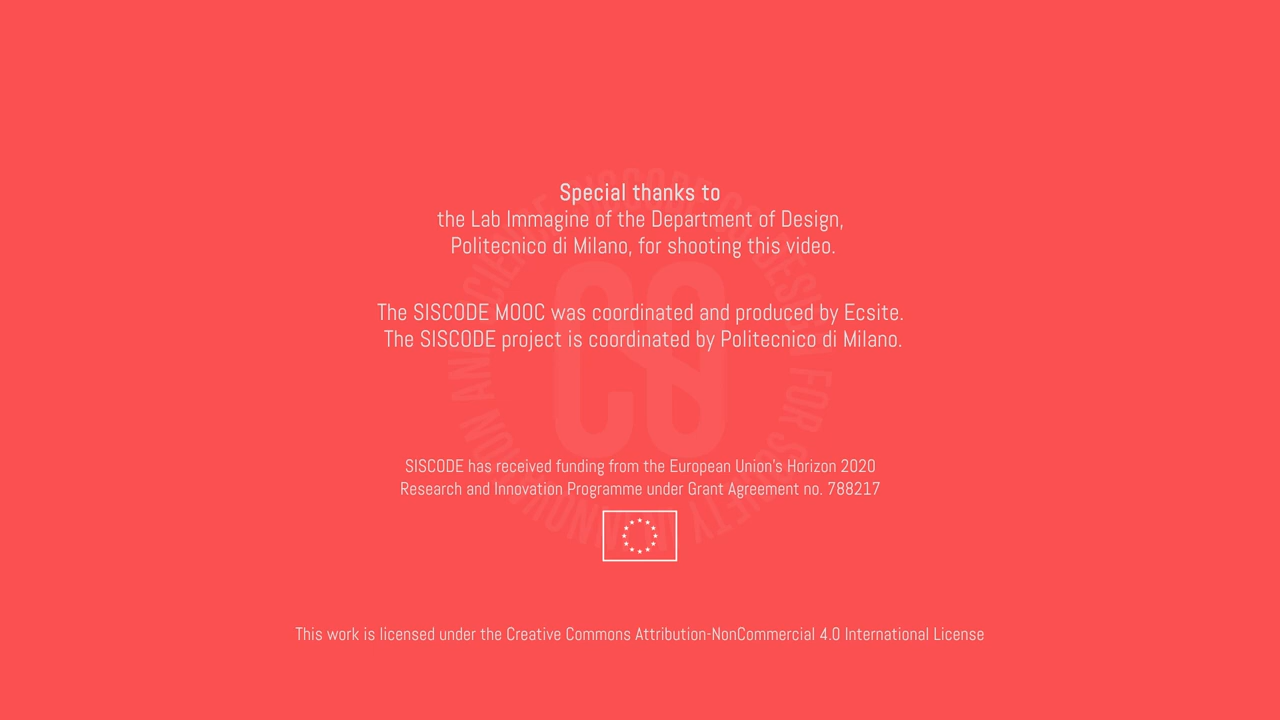 Special thanks to
the Lab Immagine of the Department of Design,
Politecnico di Milano, for shooting this video.
The SISCODE MOOC was coordinated and produced by Ecsite.
The SISCODE project is coordinated by Politecnico di Milano.
SISCODE has received funding from the European Union's Horizon 2020
Research and Innovation Programme under Grant Agreement no. 788217
This work is licensed under the Creative Commons Attribution-NonCommercial 4.0 International License